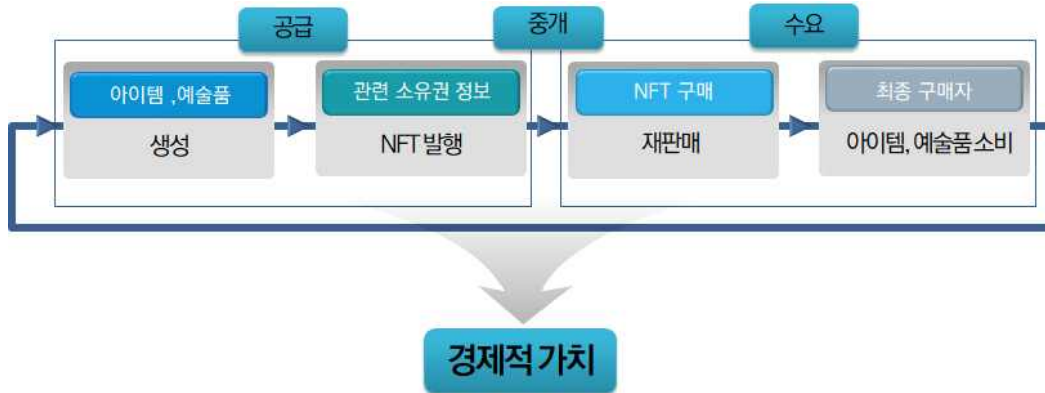 공급
중개
수요
아이템 ,예술품
생성
관련 소유권 정보
NFT 발행
NFT 구매
재판매
최종 구매자
아이템, 예술품 소비
경제적 가치